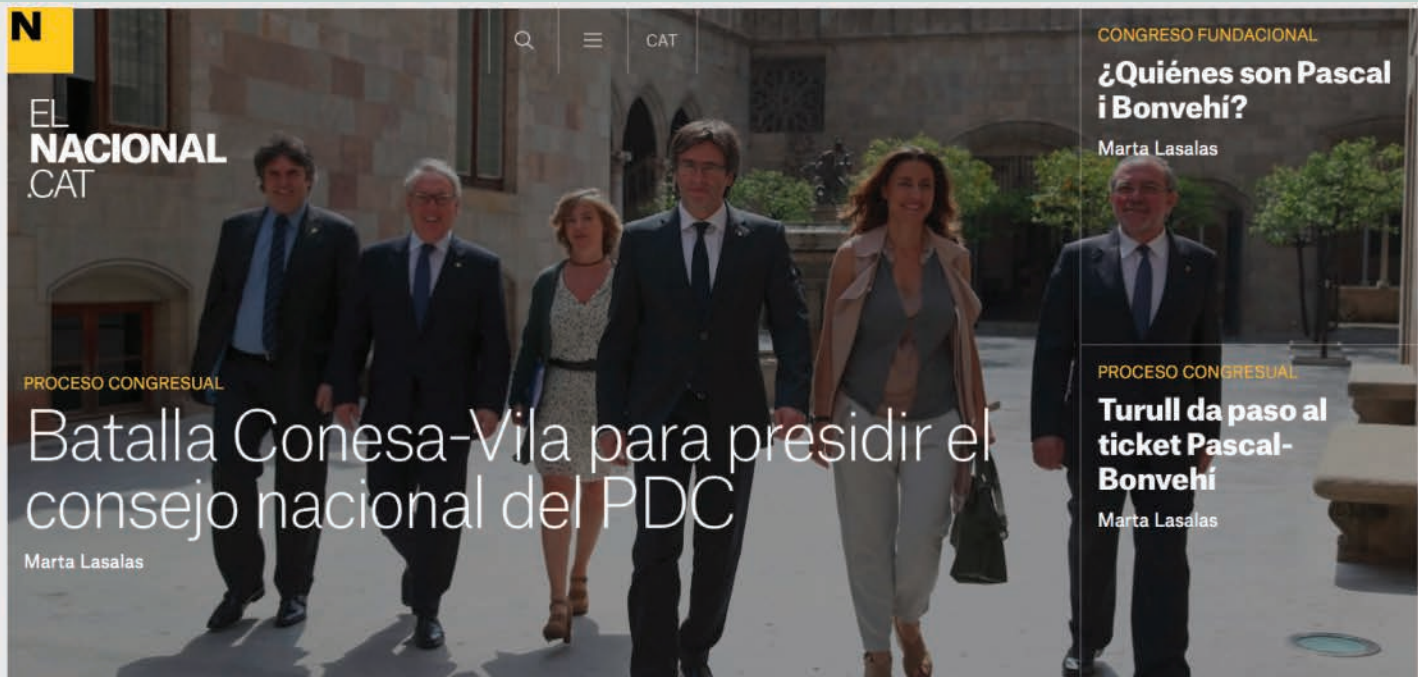 N
EL
NACIONAL
.CAT
CAT
PROCESO CONGRESUAL
Batalla Conesa-Vila para presidir el
consejo nacional del PDC
Marta Lasalas
CONGRESO FUNDACIONAL
¿Quiénes son Pascal
i Bonvehí?
Marta Lasalas
PROCESO CONGRESUAL
Turull da paso al
ticket Pascal-
Bonvehí
Marta Lasalas